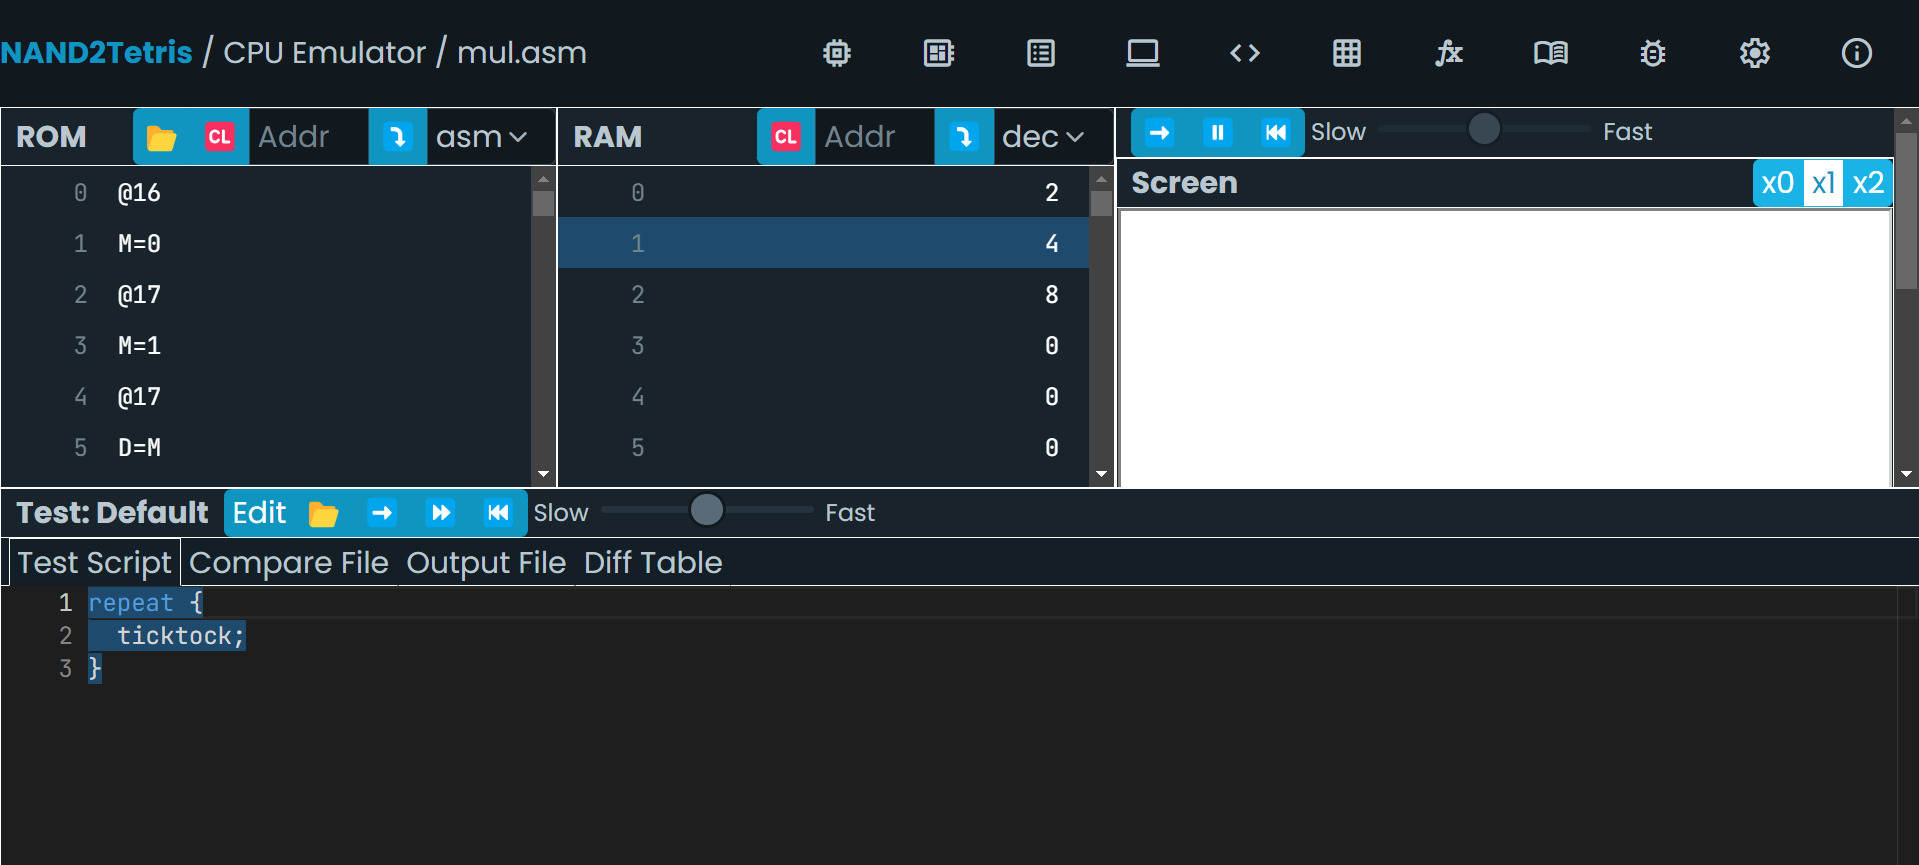 NAND2Tetris / CPU Emulator / mul.asm
ROM CL Addr asm
0 @16
1 M=0
2 @17
3 M=1
4 @17
5 D=M
RAM CL Addr dec
0 2
1 4
2 8
3 0
4 0
5 0
Slow Fast
Screen x0 x1 x2
Test: Default Edit Slow Fast
Test Script Compare File Output File Diff Table
1 repeat {
2 ticktock;
3 }